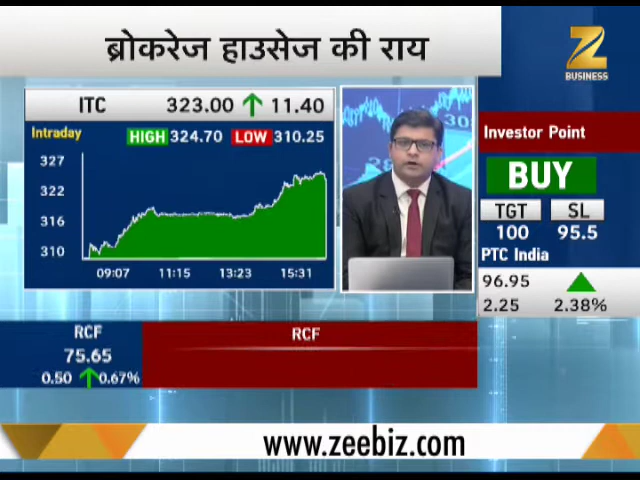 ब्रोकरेज हाउसेज की राय
Z
BUSINESS
ITC 323.00 11.40
Intraday HIGH 324.70 LOW 310.25
327
322
316
310
09:07 11:15 13:23 15:31
Investor Point
BUY
TGT SL
100 95.5
PTC India
96.95
2.25 2.38%
RCF
75.65
0.50 0.67%
RCF
www.zeebiz.com